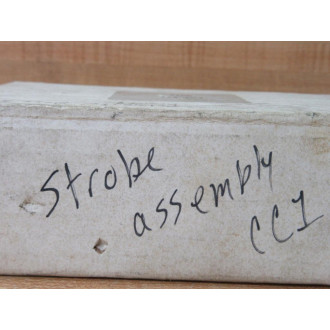 Strobe
assembly
CC1